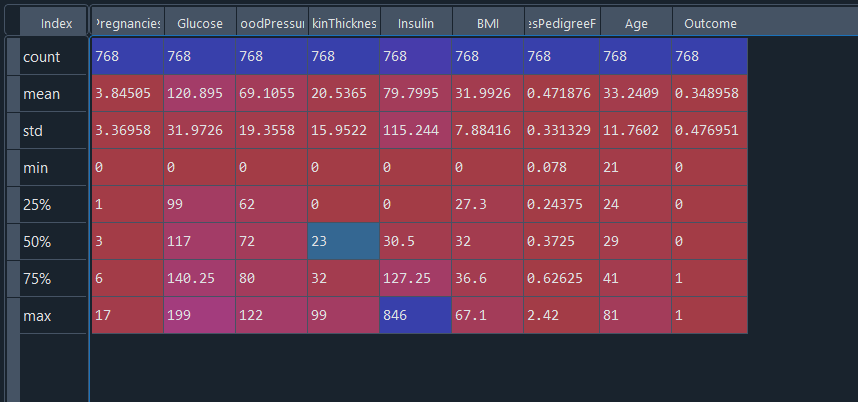 Index Pregnancies Glucose oodPressur kinThicknes Insulin BMI esPedigreeF Age Outcome
count 768 768 768 768 768 768 768 768 768
mean 3.84505 120.895 69.1055 20.5365 79.7995 31.9926 0.471876 33.2409 0.348958
std 3.36958 31.9726 19.3558 15.9522 115.244 7.88416 0.331329 11.7602 0.476951
min 0 0 0 0 0 0 0.078 21 0
25% 1 99 62 0 0 27.3 0.24375 24 0
50% 3 117 72 23 30.5 32 0.3725 29 0
75% 6 140.25 80 32 127.25 36.6 0.62625 41 1
max 17 199 122 99 846 67.1 2.42 81 1